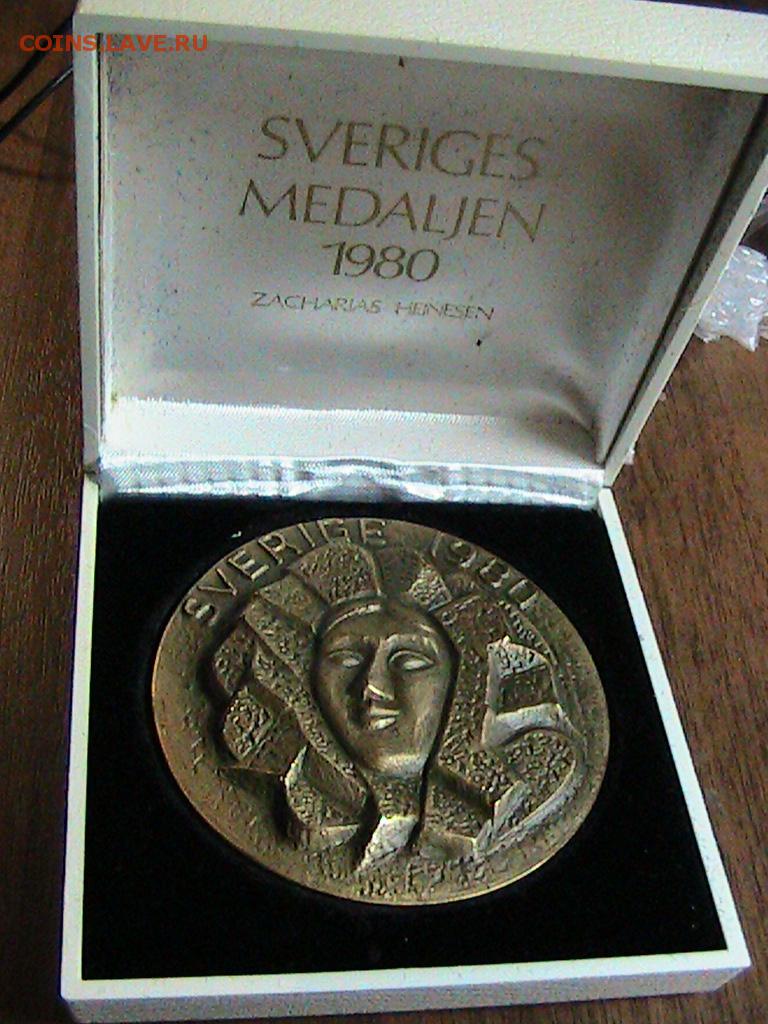 COINS.LAVE.RU
SVERIGES
MEDALJEN
1980
ZACHARIAS HEINESEN
SVERIGE 1980